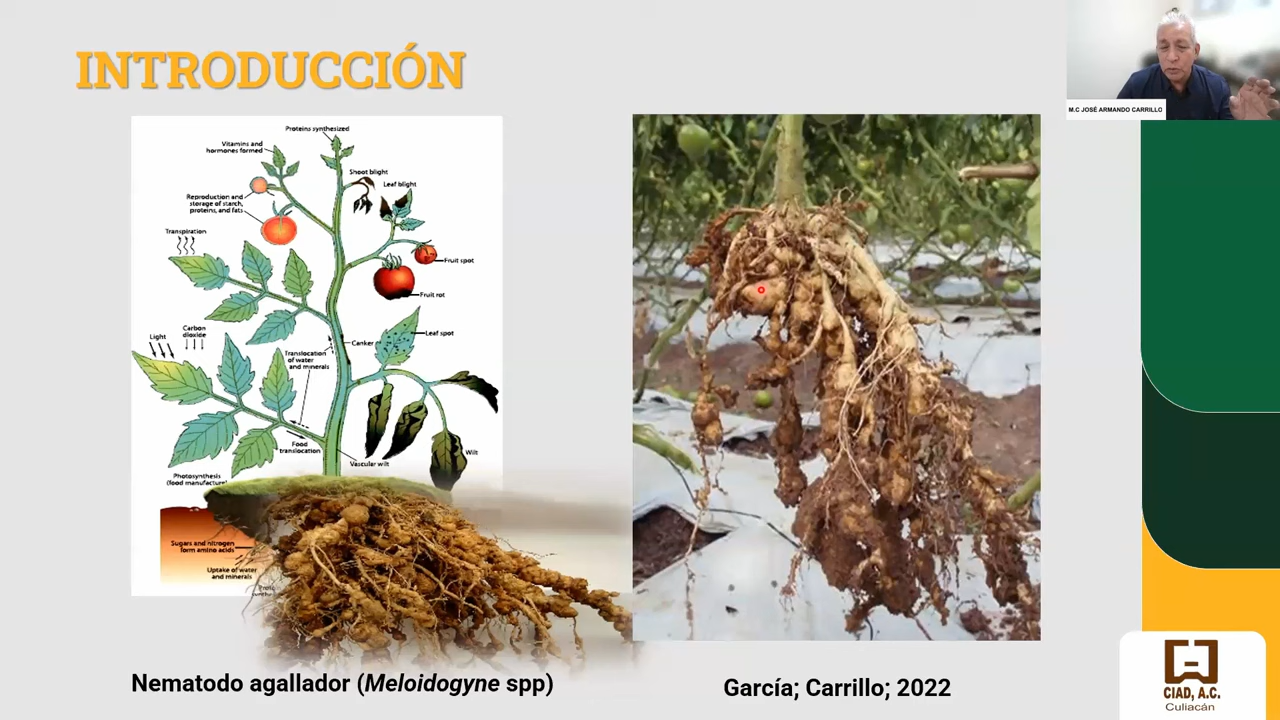 INTRODUCCIÓN
M.C JOSÉ ARMANDO CARRILLO
Proteins synthesized
Vitamins and
hormones formed
Shoot blight
Leaf blight
Reproduction and
storage of starch,
proteins, and fats
Transpiration
Fruit spot
Fruit rot
Light
Carbon
dioxide
Leaf spot
Canker
Translocation
of water
and minerals
Food
translocation
Wilt
Vascular wilt
Photosynthesis
(food manufacture
Sugars and nitrogen
form amino acids
Uptake of water
and minerals
Nematodo agallador (Meloidogyne spp)
García; Carrillo; 2022
CIAD, A.C.
Culiacán